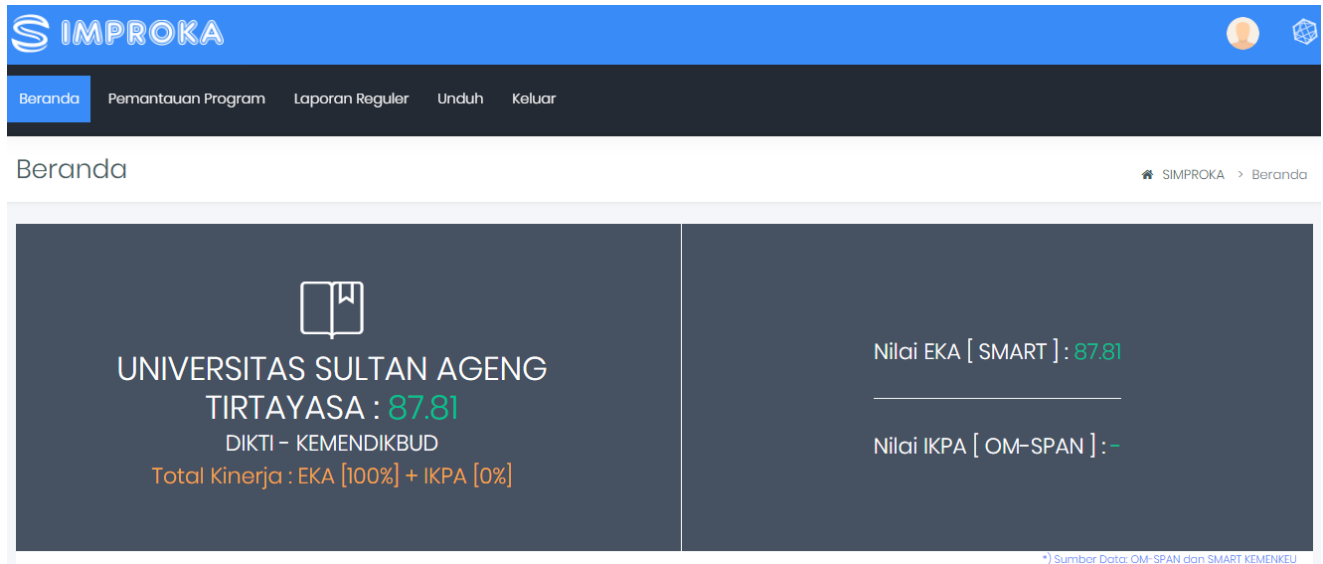 SIMPROKA
Beranda Pemantauan Program Laporan Reguler Unduh Keluar
Beranda
SIMPROKA > Beranda
UNIVERSITAS SULTAN AGENG
TIRTAYASA : 87.81
DIKTI - KEMENDIKBUD
Total Kinerja : EKA [100%] + IKPA [0%]
Nilai EKA [ SMART ] : 87.81
Nilai IKPA [ OM-SPAN ] : -
*) Sumber Data: OM-SPAN dan SMART KEMENKEU